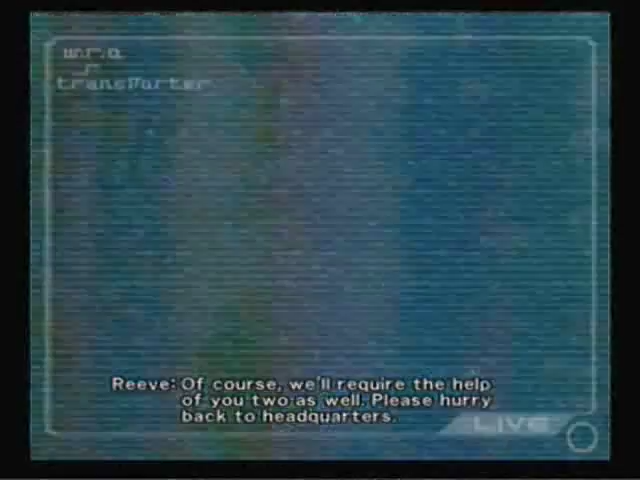 w.r.o
transporter
Reeve: Of course, we'll require the help
of you two as well. Please hurry
back to headquarters.
LIVE